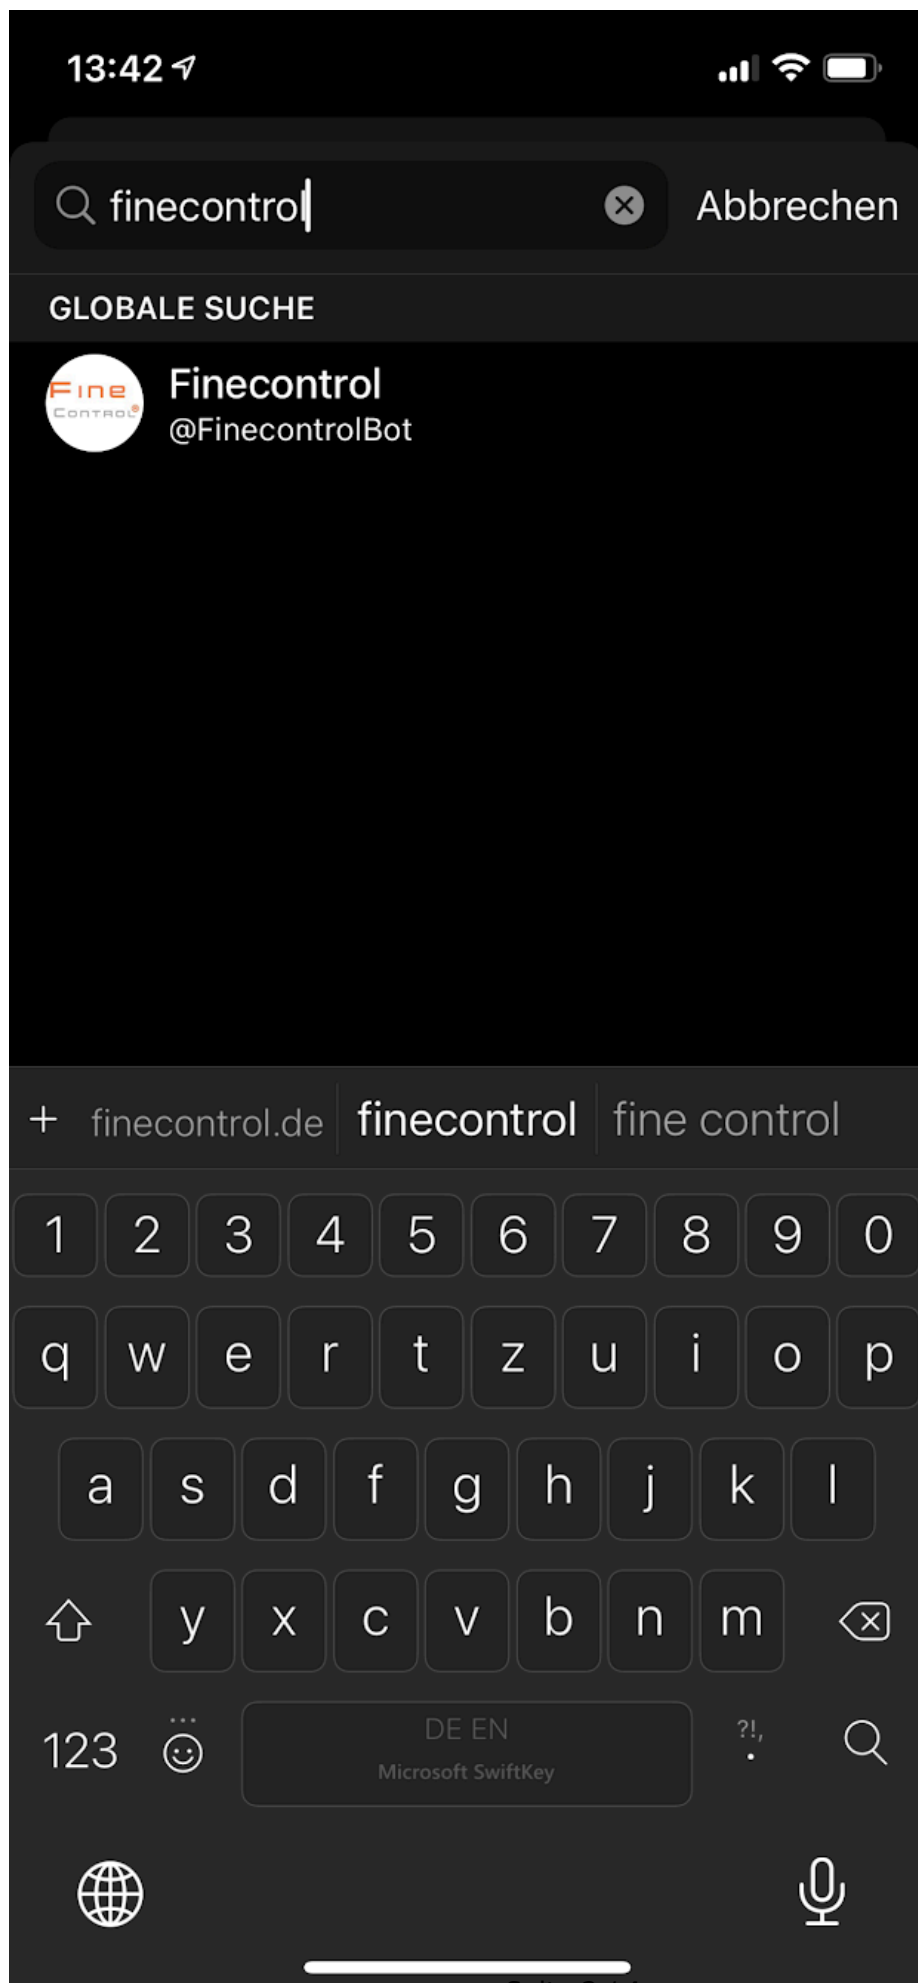 13:42
finecontrol
Abbrechen
GLOBALE SUCHE
FINE
CONTROL®
Finecontrol
@FinecontrolBot
+ finecontrol.de finecontrol fine control
1 2 3 4 5 6 7 8 9 0
q w e r t z u i o p
a s d f g h j k l
y x c v b n m
123
DE EN
Microsoft SwiftKey
?!,
.